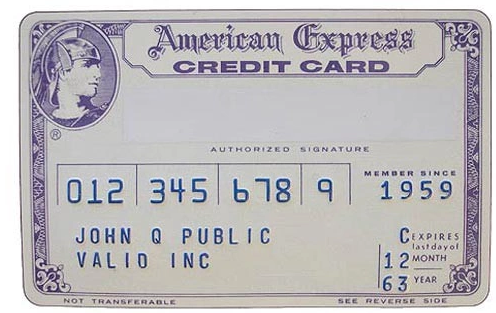 American Express
CREDIT CARD
®
AUTHORIZED SIGNATURE
012 345 678 9
MEMBER SINCE
1959
JOHN Q PUBLIC
VALID INC
C EXPIRES
last day of
12 MONTH
63 YEAR
NOT TRANSFERABLE
SEE REVERSE SIDE